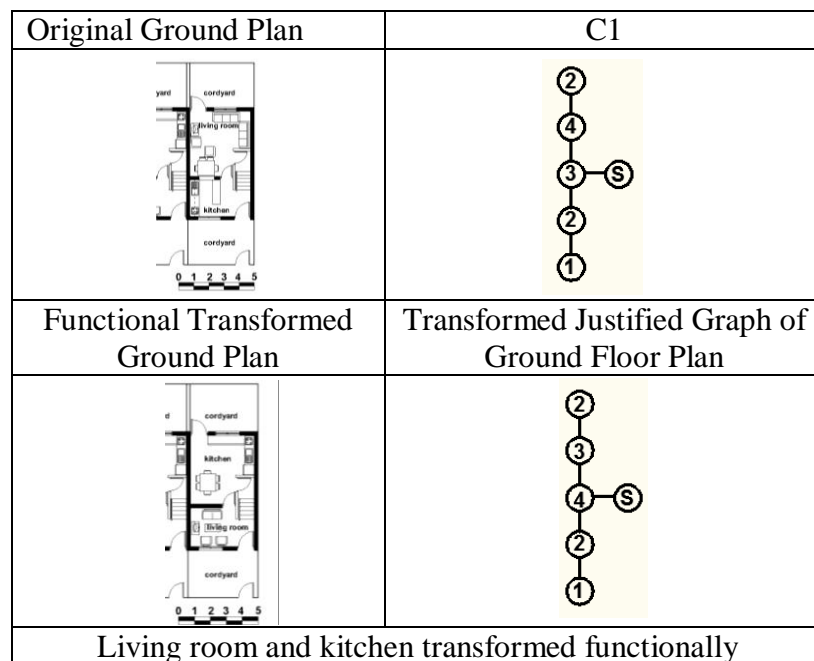 Original Ground Plan
C1
yard
cordyard
living room
kitchen
cordyard
0 1 2 3 4 5
2
4
3 S
2
1
Functional Transformed
Ground Plan
Transformed Justified Graph of
Ground Floor Plan
d
cordyard
kitchen
living room
cordyard
0 1 2 3 4 5
2
3
4 S
2
1
Living room and kitchen transformed functionally